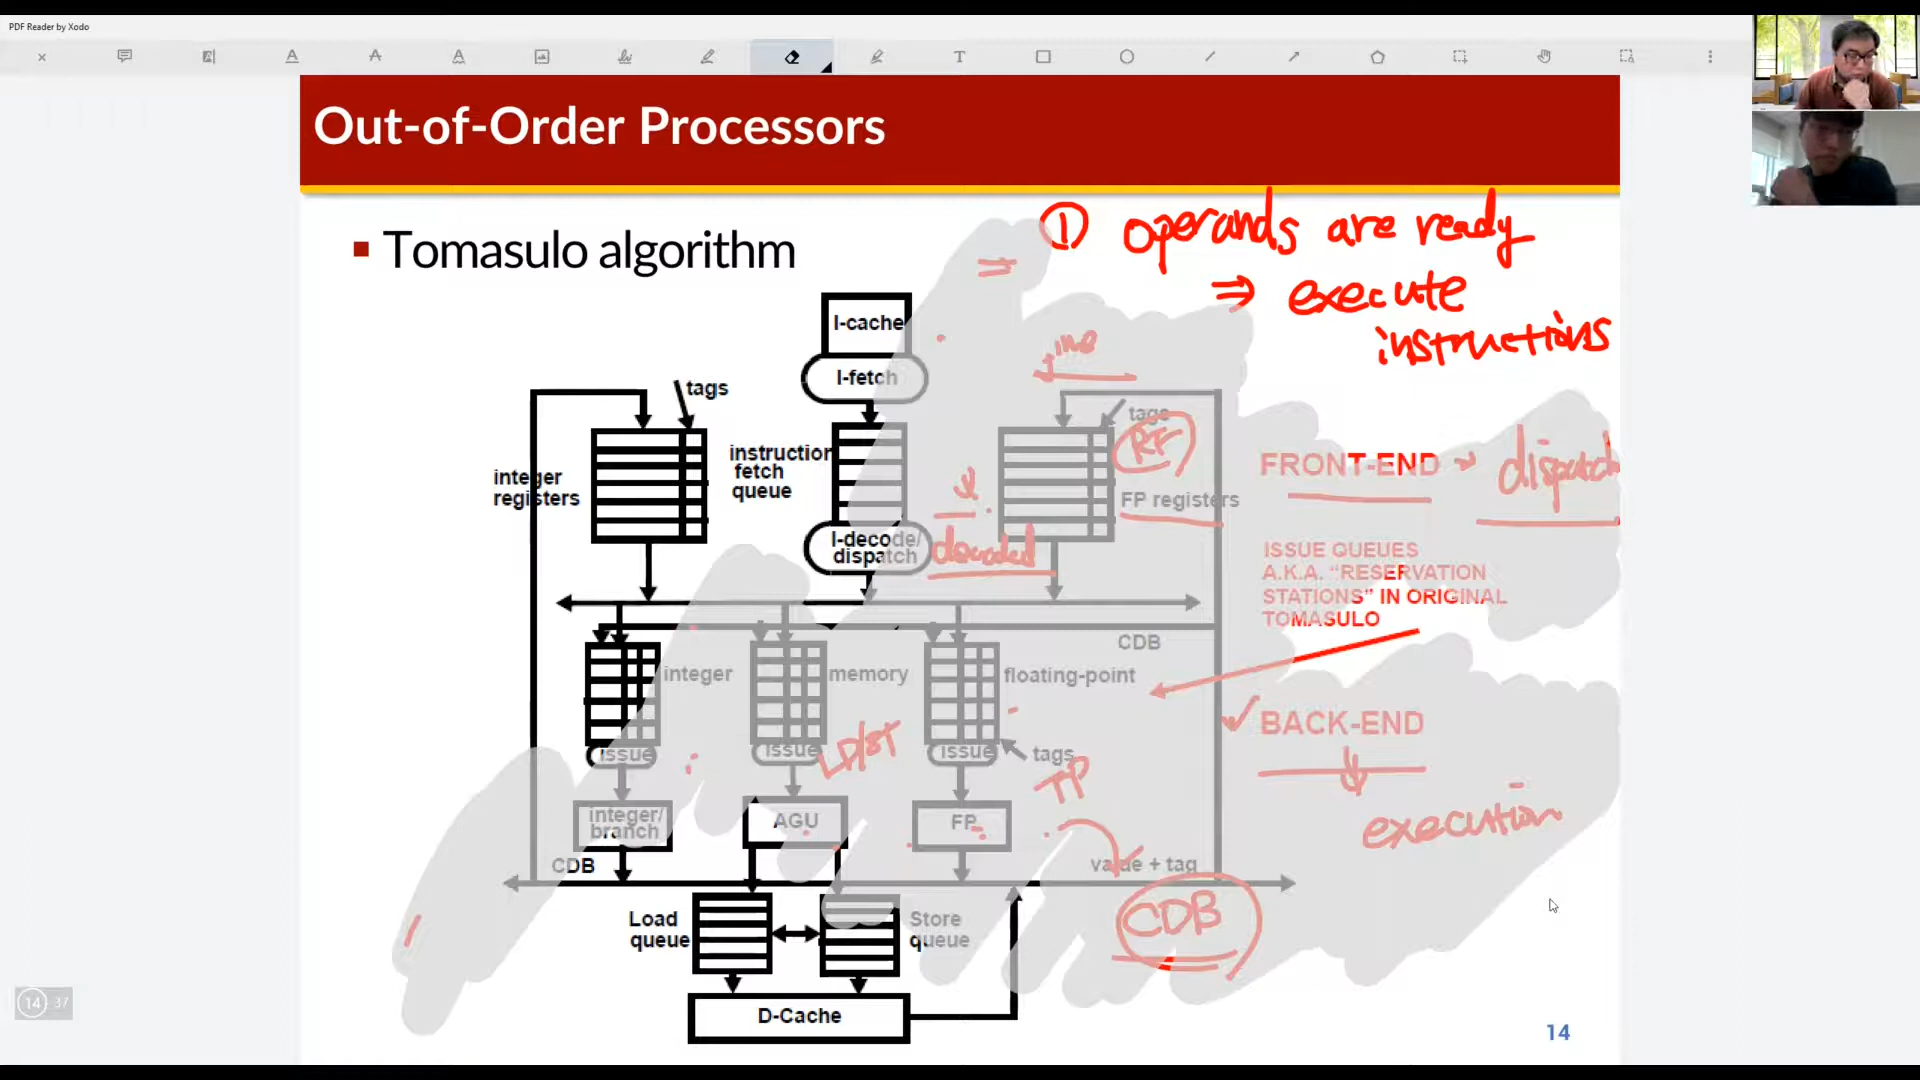 PDF Reader by Xodo
Out-of-Order Processors
▪ Tomasulo algorithm
① operands are ready
⇒ execute
instructions
I-cache
I-fetch
tags
tags
RF
integer
registers
instruction
fetch
queue
FP registers
FRONT-END
dispatch
I-decode/
dispatch
decoded
ISSUE QUEUES
A.K.A. “RESERVATION
STATIONS” IN ORIGINAL
TOMASULO
CDB
integer
memory
floating-point
BACK-END
issue
issue
issue
LD/ST
tags
integer/
branch
AGU
FP
execution
CDB
value + tag
CDB
Load
queue
Store
queue
D-Cache
14
37
14